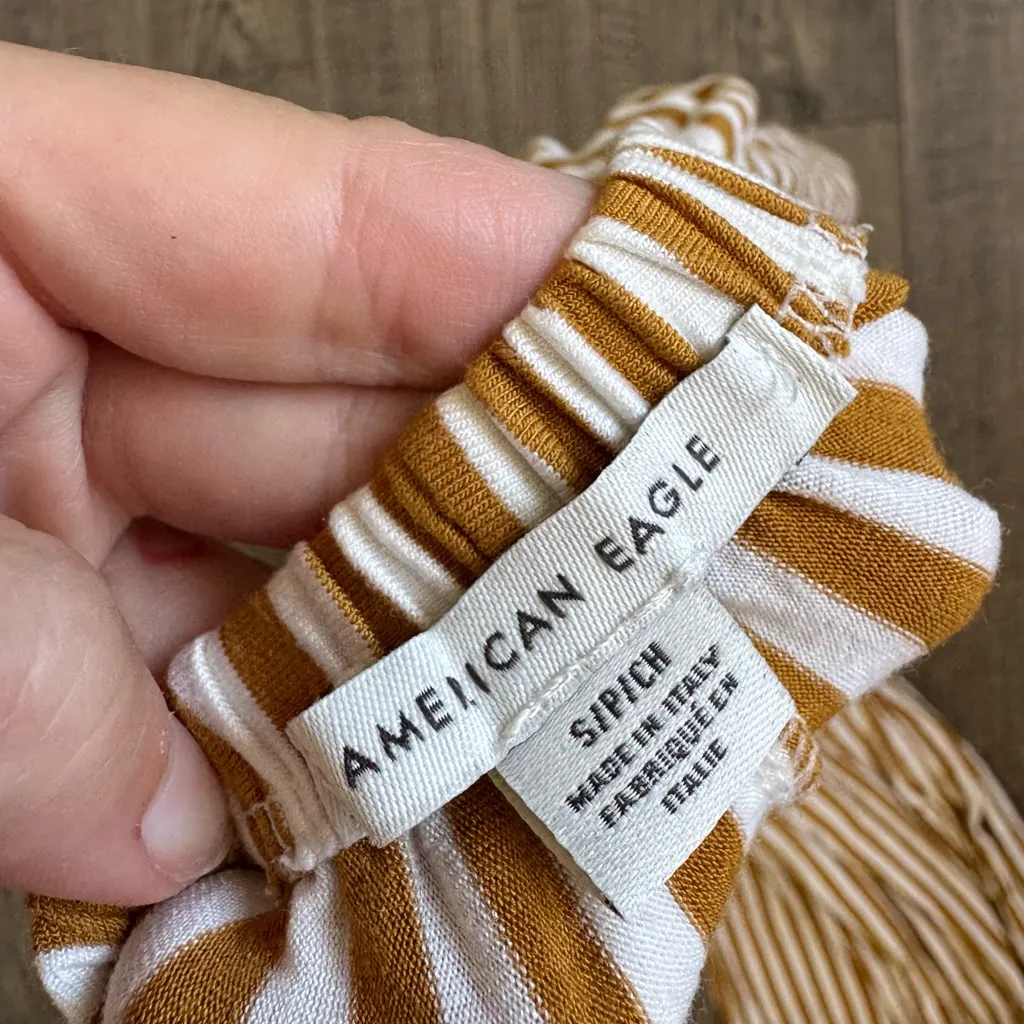 AMERICAN EAGLE
S/P/CH
MADE IN ITALY
FABRIQUÉ EN
ITALIE